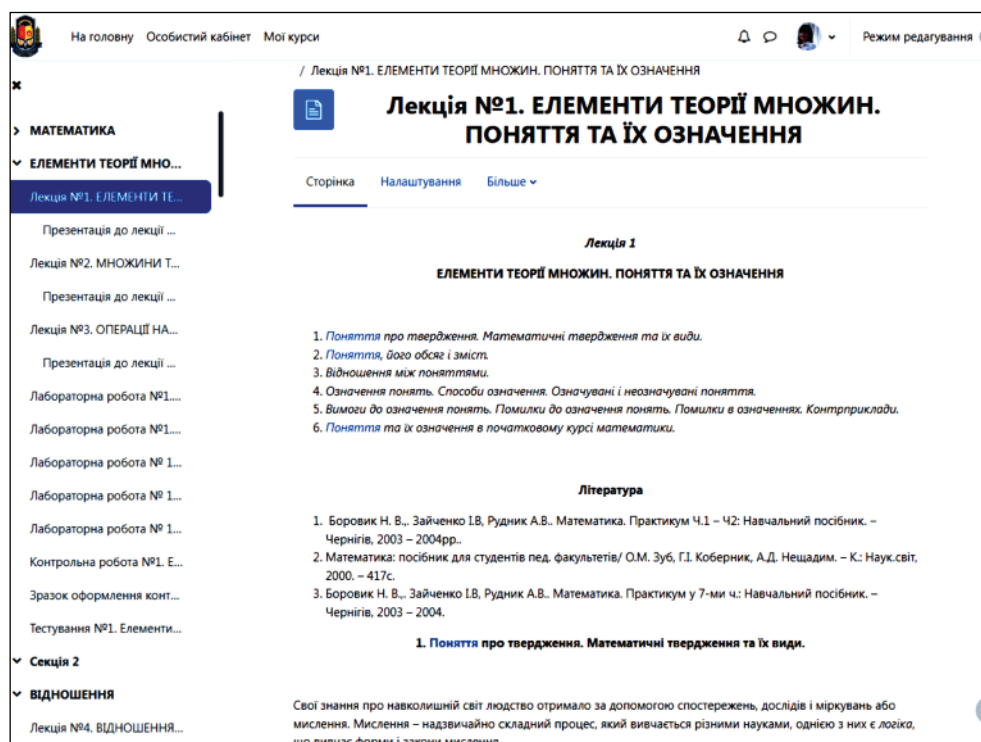 На головну Особистий кабінет Мої курси Режим редагування
/ Лекція №1. ЕЛЕМЕНТИ ТЕОРІЇ МНОЖИН. ПОНЯТТЯ ТА ЇХ ОЗНАЧЕННЯ
МАТЕМАТИКА
ЕЛЕМЕНТИ ТЕОРІЇ МНО...
Лекція №1. ЕЛЕМЕНТИ ТЕ...
Презентація до лекції ...
Лекція №2. МНОЖИНИ Т...
Презентація до лекції ...
Лекція №3. ОПЕРАЦІЇ НА...
Презентація до лекції ...
Лабораторна робота №1....
Лабораторна робота №1....
Лабораторна робота № 1...
Лабораторна робота № 1...
Лабораторна робота № 1...
Контрольна робота №1. Е...
Зразок оформлення конт...
Тестування №1. Елементи...
Секція 2
ВІДНОШЕННЯ
Лекція №4. ВІДНОШЕННЯ...
Лекція №1. ЕЛЕМЕНТИ ТЕОРІЇ МНОЖИН.
ПОНЯТТЯ ТА ЇХ ОЗНАЧЕННЯ
Сторінка Налаштування Більше
Лекція 1
ЕЛЕМЕНТИ ТЕОРІЇ МНОЖИН. ПОНЯТТЯ ТА ЇХ ОЗНАЧЕННЯ
1. Поняття про твердження. Математичні твердження та їх види.
2. Поняття, його обсяг і зміст.
3. Відношення між поняттями.
4. Означення понять. Способи означення. Означувані і неозначувані поняття.
5. Вимоги до означення понять. Помилки до означення понять. Помилки в означеннях. Контрприклади.
6. Поняття та їх означення в початковому курсі математики.
Література
1. Боровик Н. В.,. Зайченко І.В, Рудник А.В.. Математика. Практикум Ч.1 – Ч2: Навчальний посібник. –
Чернігів, 2003 – 2004рр..
2. Математика: посібник для студентів пед. факультетів/ О.М. Зуб, Г.І. Коберник, А.Д. Нещадим. – К.: Наук.світ,
2000. – 417с.
3. Боровик Н. В.,. Зайченко І.В, Рудник А.В.. Математика. Практикум у 7-ми ч.: Навчальний посібник. –
Чернігів, 2003 – 2004.
1. Поняття про твердження. Математичні твердження та їх види.
Свої знання про навколишній світ людство отримало за допомогою спостережень, дослідів і міркувань або
мислення. Мислення – надзвичайно складний процес, який вивчається різними науками, однією з них є логіка,
що вивчає форми і закони мислення